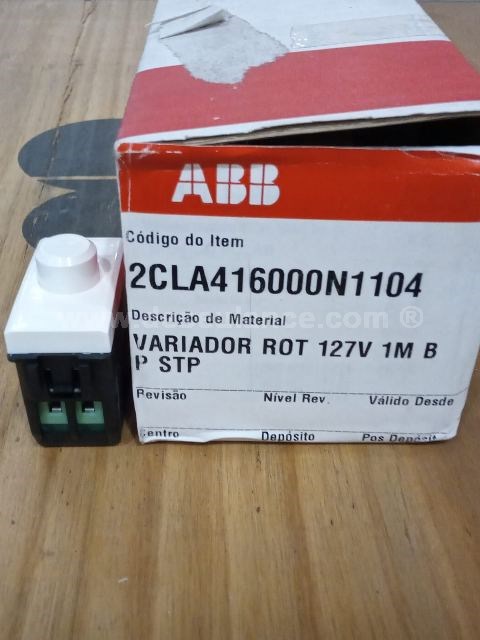 ABB
Código do Item
2CLA416000N1104
Descrição de Material
VARIADOR ROT 127V 1M B
P STP
Revisão Nível Rev. Válido Desde
Centro Depósito Pos Depósit